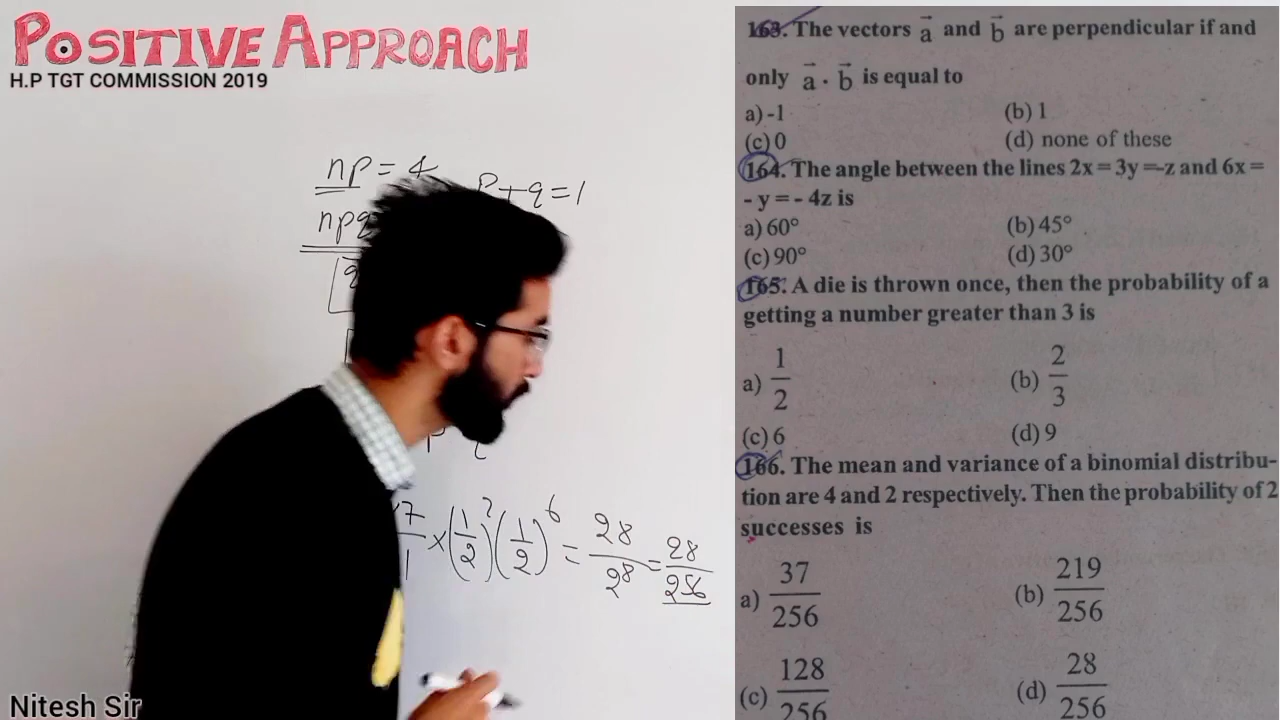 POSITIVE APPROACH
H.P TGT COMMISSION 2019
np = 4
p + q = 1
npq
p q
7/1 × (1/2)² (1/2)⁶ = 28/2⁸ = 28/256
Nitesh Sir
163. The vectors a⃗ and b⃗ are perpendicular if and
only a⃗ . b⃗ is equal to
a) -1 (b) 1
(c) 0 (d) none of these
164. The angle between the lines 2x = 3y =-z and 6x =
- y = - 4z is
a) 60° (b) 45°
(c) 90° (d) 30°
165. A die is thrown once, then the probability of a
getting a number greater than 3 is
a) 1/2 (b) 2/3
(c) 6 (d) 9
166. The mean and variance of a binomial distribu-
tion are 4 and 2 respectively. Then the probability of 2
successes is
a) 37/256 (b) 219/256
(c) 128/256 (d) 28/256